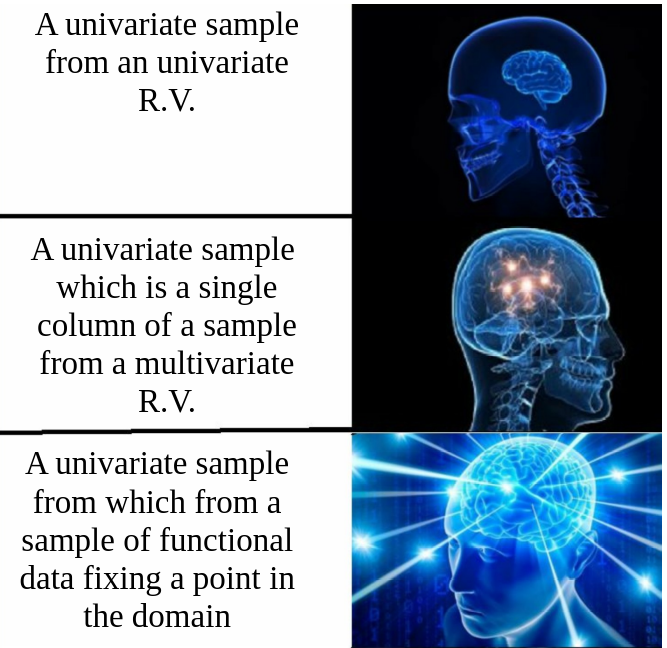 A univariate sample
from an univariate
R.V.
A univariate sample
which is a single
column of a sample
from a multivariate
R.V.
A univariate sample
from which from a
sample of functional
data fixing a point in
the domain